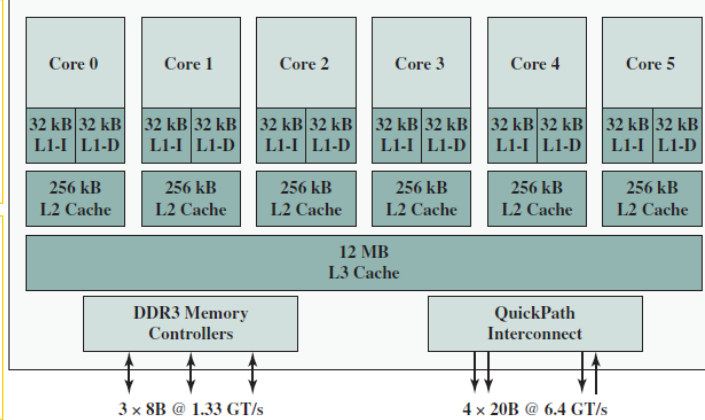 Core 0 Core 1 Core 2 Core 3 Core 4 Core 5
32 kB 32 kB 32 kB 32 kB 32 kB 32 kB 32 kB 32 kB 32 kB 32 kB 32 kB 32 kB
L1-I L1-D L1-I L1-D L1-I L1-D L1-I L1-D L1-I L1-D L1-I L1-D
256 kB 256 kB 256 kB 256 kB 256 kB 256 kB
L2 Cache L2 Cache L2 Cache L2 Cache L2 Cache L2 Cache
12 MB
L3 Cache
DDR3 Memory QuickPath
Controllers Interconnect
3 × 8B @ 1.33 GT/s 4 × 20B @ 6.4 GT/s